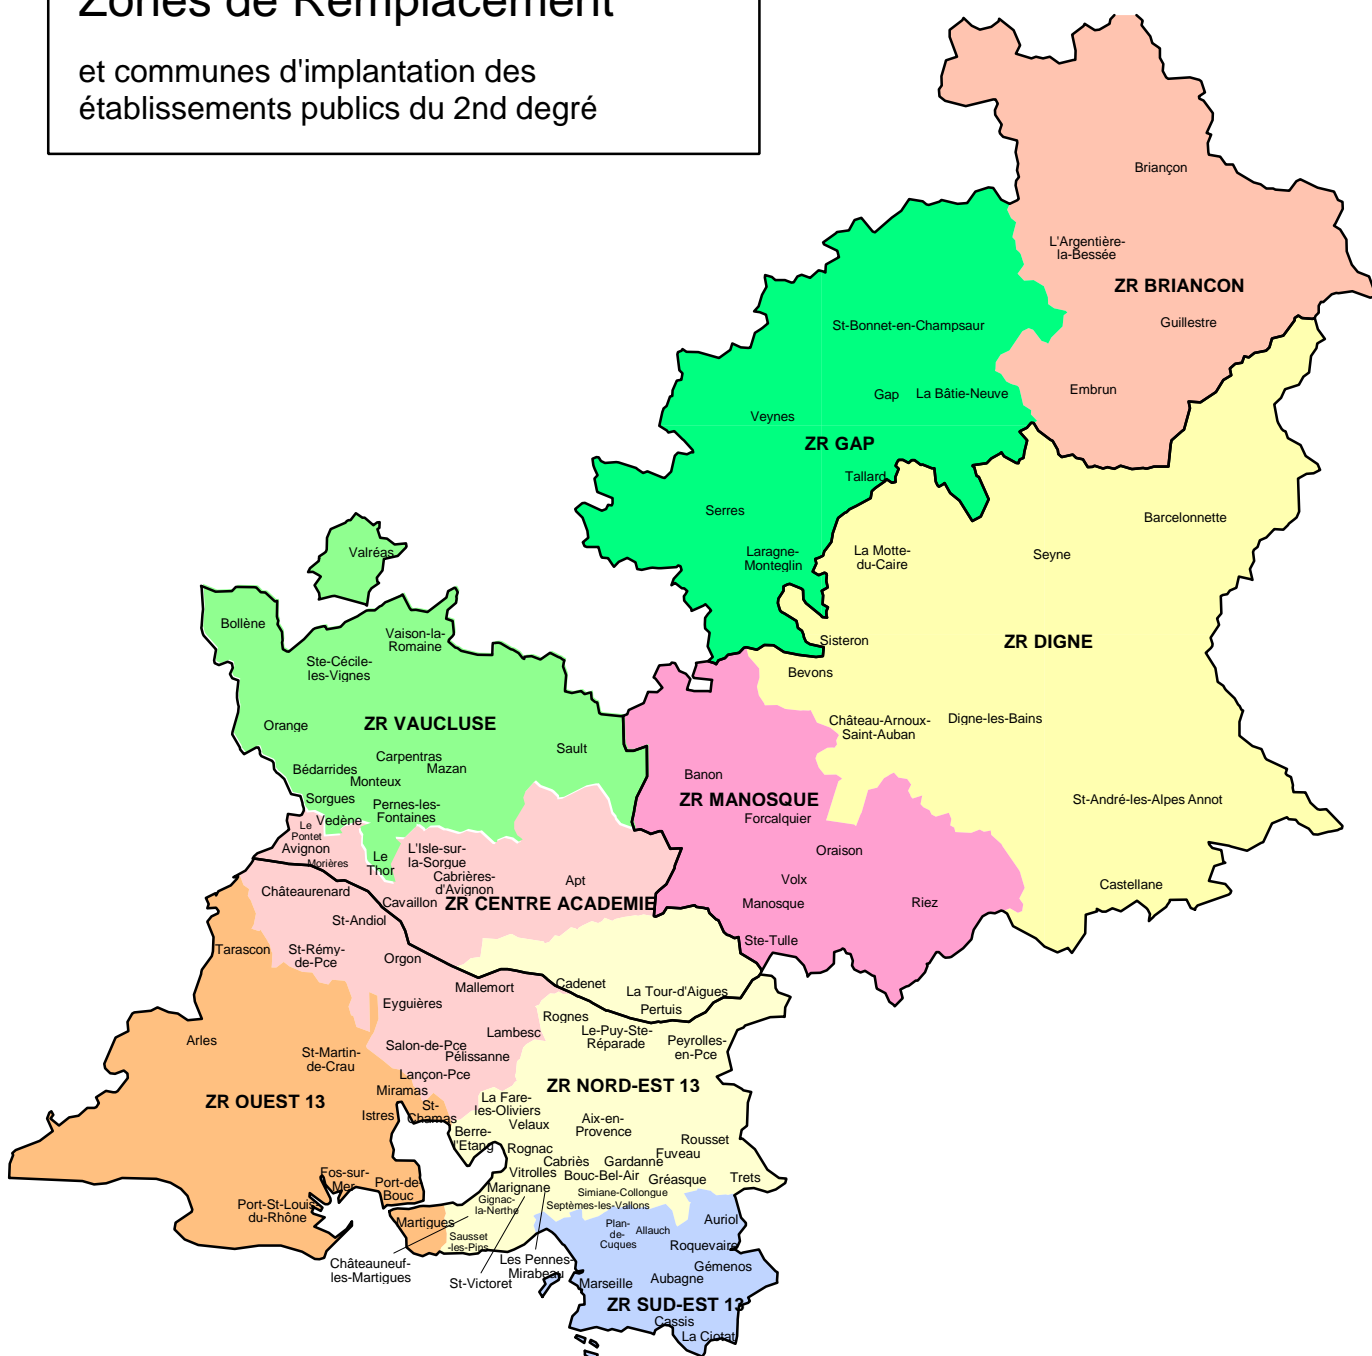 Zones de Remplacement
et communes d'implantation des
établissements publics du 2nd degré
Briançon
L'Argentière-
la-Bessée
ZR BRIANCON
Guillestre
Embrun
St-Bonnet-en-Champsaur
Gap
La Bâtie-Neuve
Veynes
ZR GAP
Tallard
Serres
Laragne-
Monteglin
Barcelonnette
Seyne
La Motte-
du-Caire
ZR DIGNE
Sisteron
Bevons
Château-Arnoux-
Saint-Auban
Digne-les-Bains
St-André-les-Alpes Annot
Castellane
Valréas
Bollène
Vaison-la-
Romaine
Ste-Cécile-
les-Vignes
Orange
ZR VAUCLUSE
Sault
Carpentras
Bédarrides
Mazan
Monteux
Sorgues
Pernes-les-
Fontaines
Vedène
Le
Pontet
Avignon
Morières
Le
Thor
L'Isle-sur-
la-Sorgue
Cabrières-
d'Avignon
Apt
Cavaillon
ZR CENTRE ACADEMIE
Banon
ZR MANOSQUE
Forcalquier
Oraison
Volx
Manosque
Riez
Ste-Tulle
Châteaurenard
St-Andiol
Tarascon
St-Rémy-
de-Pce
Orgon
Mallemort
Eyguières
Cadenet
La Tour-d'Aigues
Pertuis
Rognes
Lambesc
Le-Puy-Ste-
Réparade
Peyrolles-
en-Pce
Arles
St-Martin-
de-Crau
Salon-de-Pce
Pélissanne
Lançon-Pce
ZR NORD-EST 13
ZR OUEST 13
Miramas
Istres
St-
Chamas
La Fare-
les-Oliviers
Velaux
Aix-en-
Provence
Berre-
l'Etang
Rognac
Rousset
Fuveau
Cabriès
Gardanne
Vitrolles
Bouc-Bel-Air
Gréasque
Trets
Fos-sur-
Mer
Port-de-
Bouc
Marignane
Simiane-Collongue
Gignac-
la-Nerthe
Septèmes-les-Vallons
Port-St-Louis-
du-Rhône
Martigues
Plan-
de-
Cuques
Allauch
Auriol
Sausset
-les-Pins
Roquevaire
Châteauneuf-
les-Martigues
Les Pennes-
Mirabeau
St-Victoret
Gémenos
Marseille
Aubagne
ZR SUD-EST 13
Cassis
La Ciotat